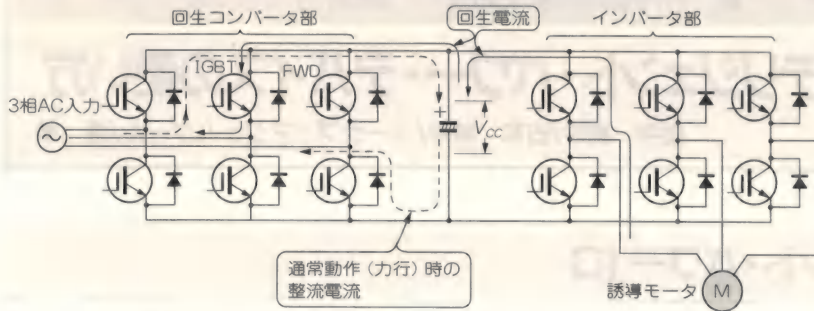 回生コンバータ部
回生電流
インバータ部
IGBT
FWD
3相AC入力
+
VCC
通常動作(力行)時の
整流電流
誘導モータ
M